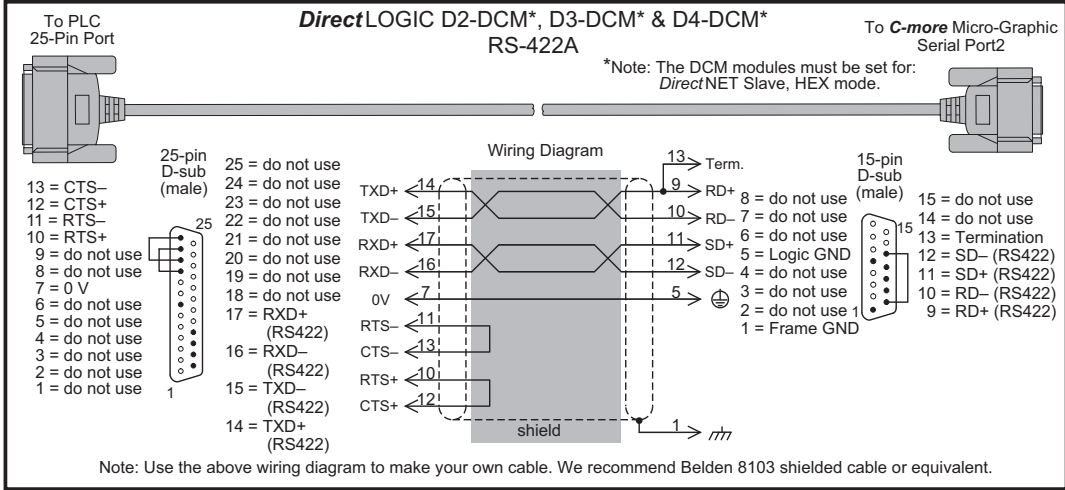 To PLC
25-Pin Port
DirectLOGIC D2-DCM*, D3-DCM* & D4-DCM*
RS-422A
To C-more Micro-Graphic
Serial Port2
*Note: The DCM modules must be set for:
DirectNET Slave, HEX mode.
25-pin
D-sub
(male)
13 = CTS–
12 = CTS+
11 = RTS–
10 = RTS+
9 = do not use
8 = do not use
7 = 0 V
6 = do not use
5 = do not use
4 = do not use
3 = do not use
2 = do not use
1 = do not use
25
1
25 = do not use
24 = do not use
23 = do not use
22 = do not use
21 = do not use
20 = do not use
19 = do not use
18 = do not use
17 = RXD+
(RS422)
16 = RXD–
(RS422)
15 = TXD–
(RS422)
14 = TXD+
(RS422)
Wiring Diagram
13 Term.
TXD+ 14 9 RD+
TXD– 15 10 RD–
RXD+ 17 11 SD+
RXD– 16 12 SD–
0V 7 5
RTS– 11
CTS– 13
RTS+ 10
CTS+ 12
shield
1
15-pin
D-sub
(male)
8 = do not use
7 = do not use
6 = do not use
5 = Logic GND
4 = do not use
3 = do not use
2 = do not use
1 = Frame GND
15
1
15 = do not use
14 = do not use
13 = Termination
12 = SD– (RS422)
11 = SD+ (RS422)
10 = RD– (RS422)
9 = RD+ (RS422)
Note: Use the above wiring diagram to make your own cable. We recommend Belden 8103 shielded cable or equivalent.